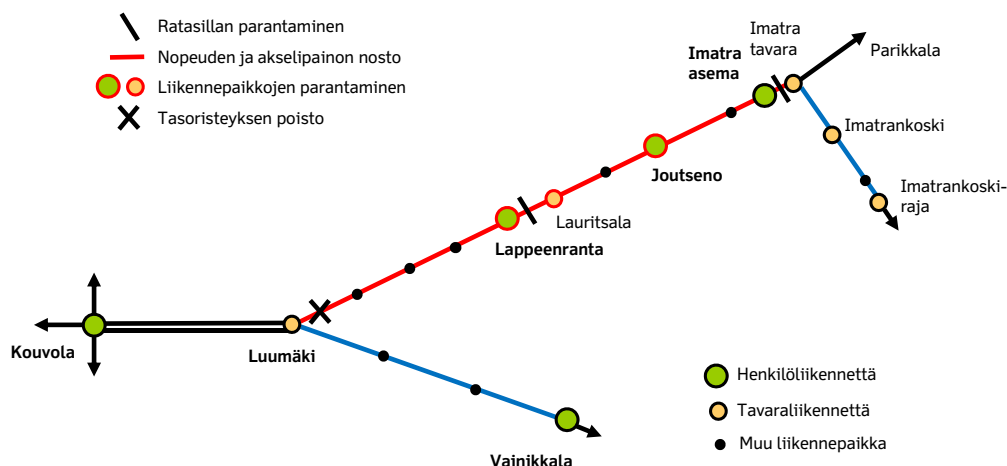 Ratasillan parantaminen
Nopeuden ja akselipainon nosto
Liikennepaikkojen parantaminen
Tasoristeyksen poisto
Imatra
tavara
Imatra
asema
Parikkala
Imatrankoski
Joutseno
Imatrankoski-
raja
Lauritsala
Lappeenranta
Kouvola
Luumäki
Vainikkala
Henkilöliikennettä
Tavaraliikennettä
Muu liikennepaikka